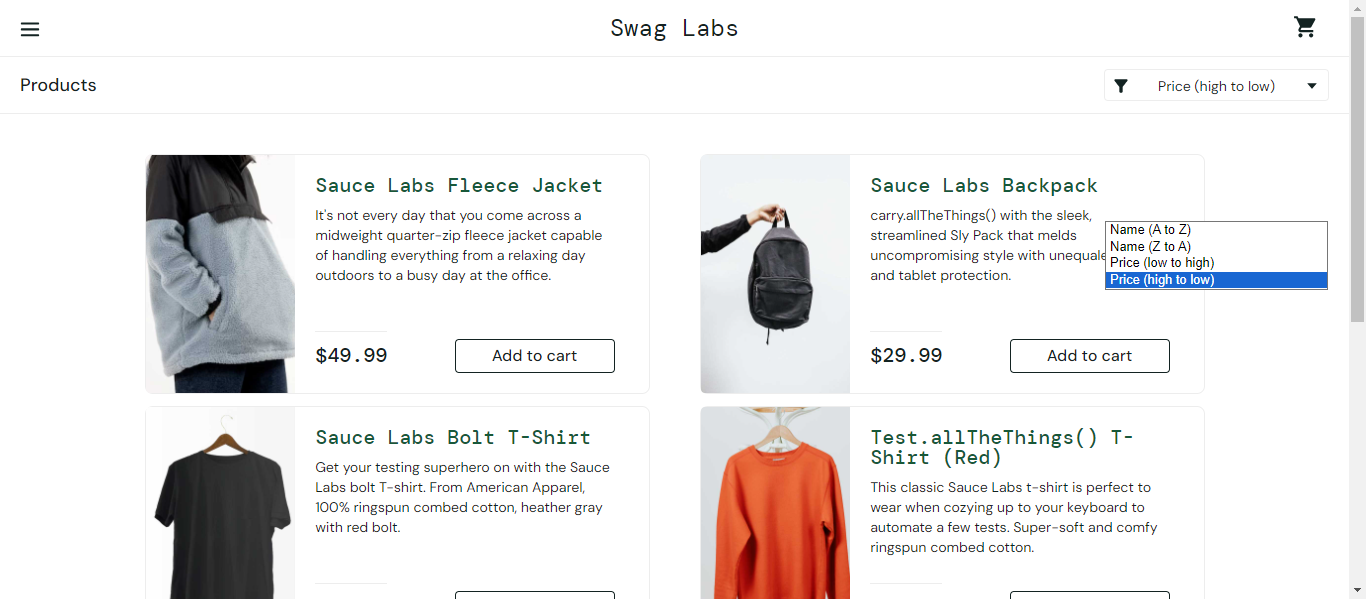 Swag Labs
Products
Price (high to low)
Name (A to Z)
Name (Z to A)
Price (low to high)
Price (high to low)
Sauce Labs Fleece Jacket
It's not every day that you come across a
midweight quarter-zip fleece jacket capable
of handling everything from a relaxing day
outdoors to a busy day at the office.
$49.99
Add to cart
Sauce Labs Backpack
carry.allTheThings() with the sleek,
streamlined Sly Pack that melds
uncompromising style with
and tablet protection.
$29.99
Add to cart
Sauce Labs Bolt T-Shirt
Get your testing superhero on with the Sauce
Labs bolt T-shirt. From American Apparel,
100% ringspun combed cotton, heather gray
with red bolt.
Test.allTheThings() T-
Shirt (Red)
This classic Sauce Labs t-shirt is perfect to
wear when cozying up to your keyboard to
automate a few tests. Super-soft and comfy
ringspun combed cotton.